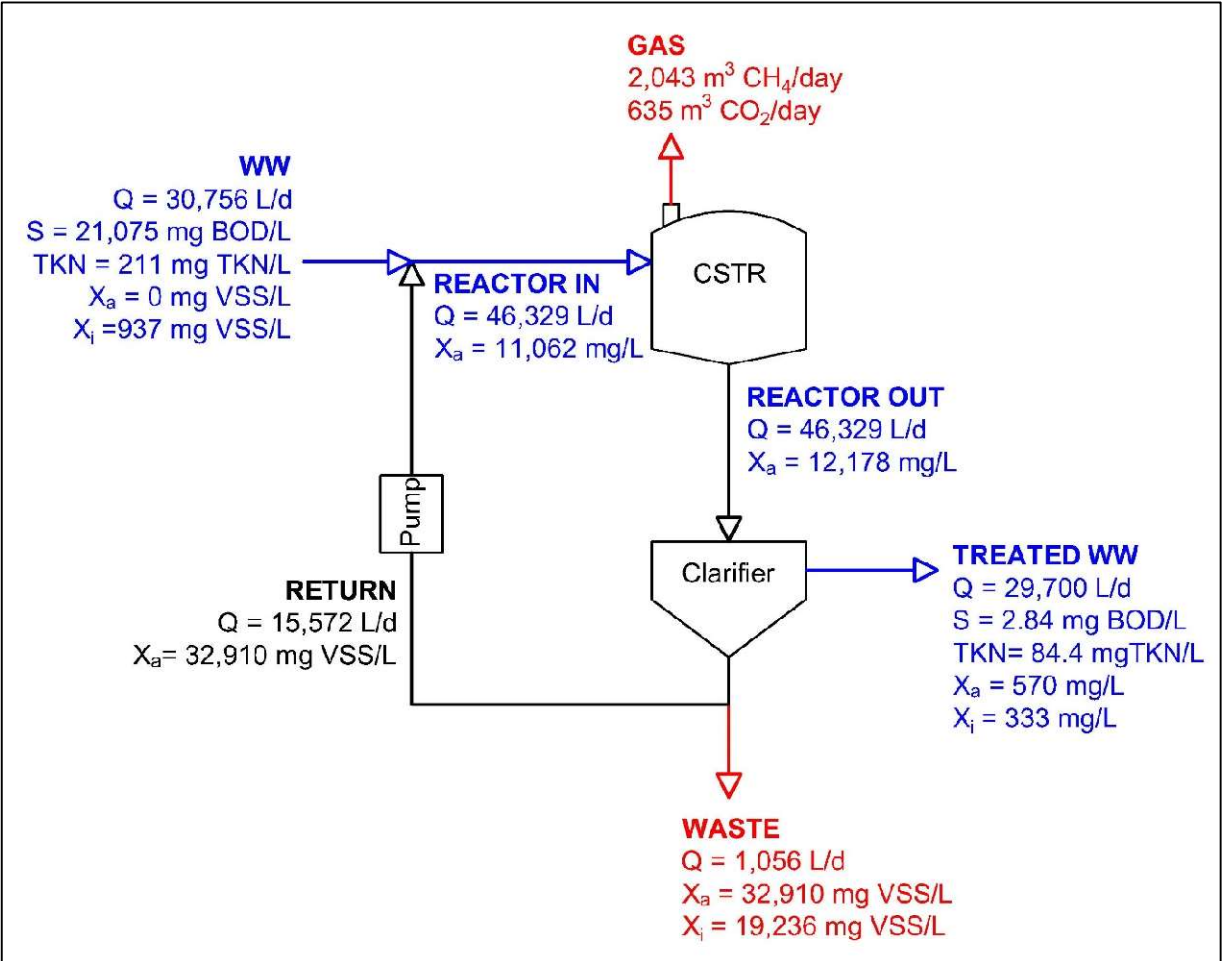 GAS
2,043 m³ CH₄/day
635 m³ CO₂/day
WW
Q = 30,756 L/d
S = 21,075 mg BOD/L
TKN = 211 mg TKN/L
Xₐ = 0 mg VSS/L
Xᵢ =937 mg VSS/L
REACTOR IN
Q = 46,329 L/d
Xₐ = 11,062 mg/L
CSTR
REACTOR OUT
Q = 46,329 L/d
Xₐ = 12,178 mg/L
Pump
RETURN
Q = 15,572 L/d
Xₐ= 32,910 mg VSS/L
Clarifier
TREATED WW
Q = 29,700 L/d
S = 2.84 mg BOD/L
TKN= 84.4 mgTKN/L
Xₐ = 570 mg/L
Xᵢ = 333 mg/L
WASTE
Q = 1,056 L/d
Xₐ = 32,910 mg VSS/L
Xᵢ = 19,236 mg VSS/L